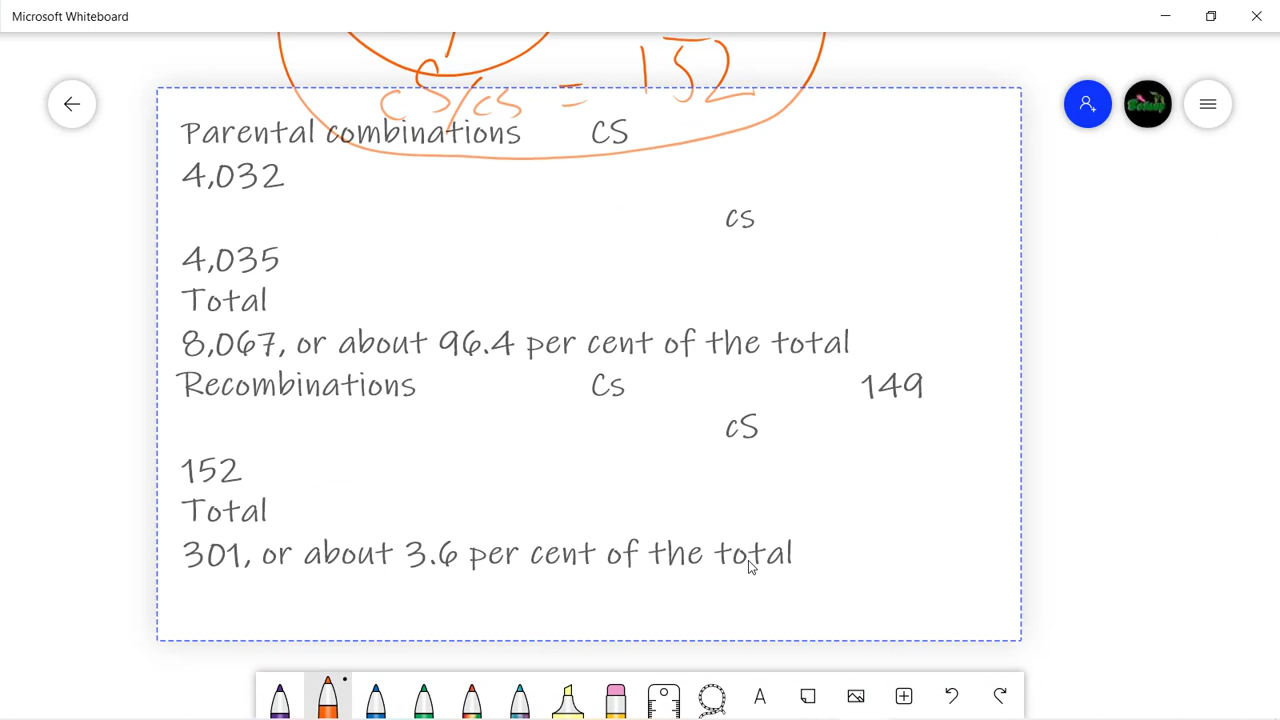 Microsoft Whiteboard
cS/cs = 152
Parental combinations CS
4,032
cs
4,035
Total
8,067, or about 96.4 per cent of the total
Recombinations Cs 149
cS
152
Total
301, or about 3.6 per cent of the total